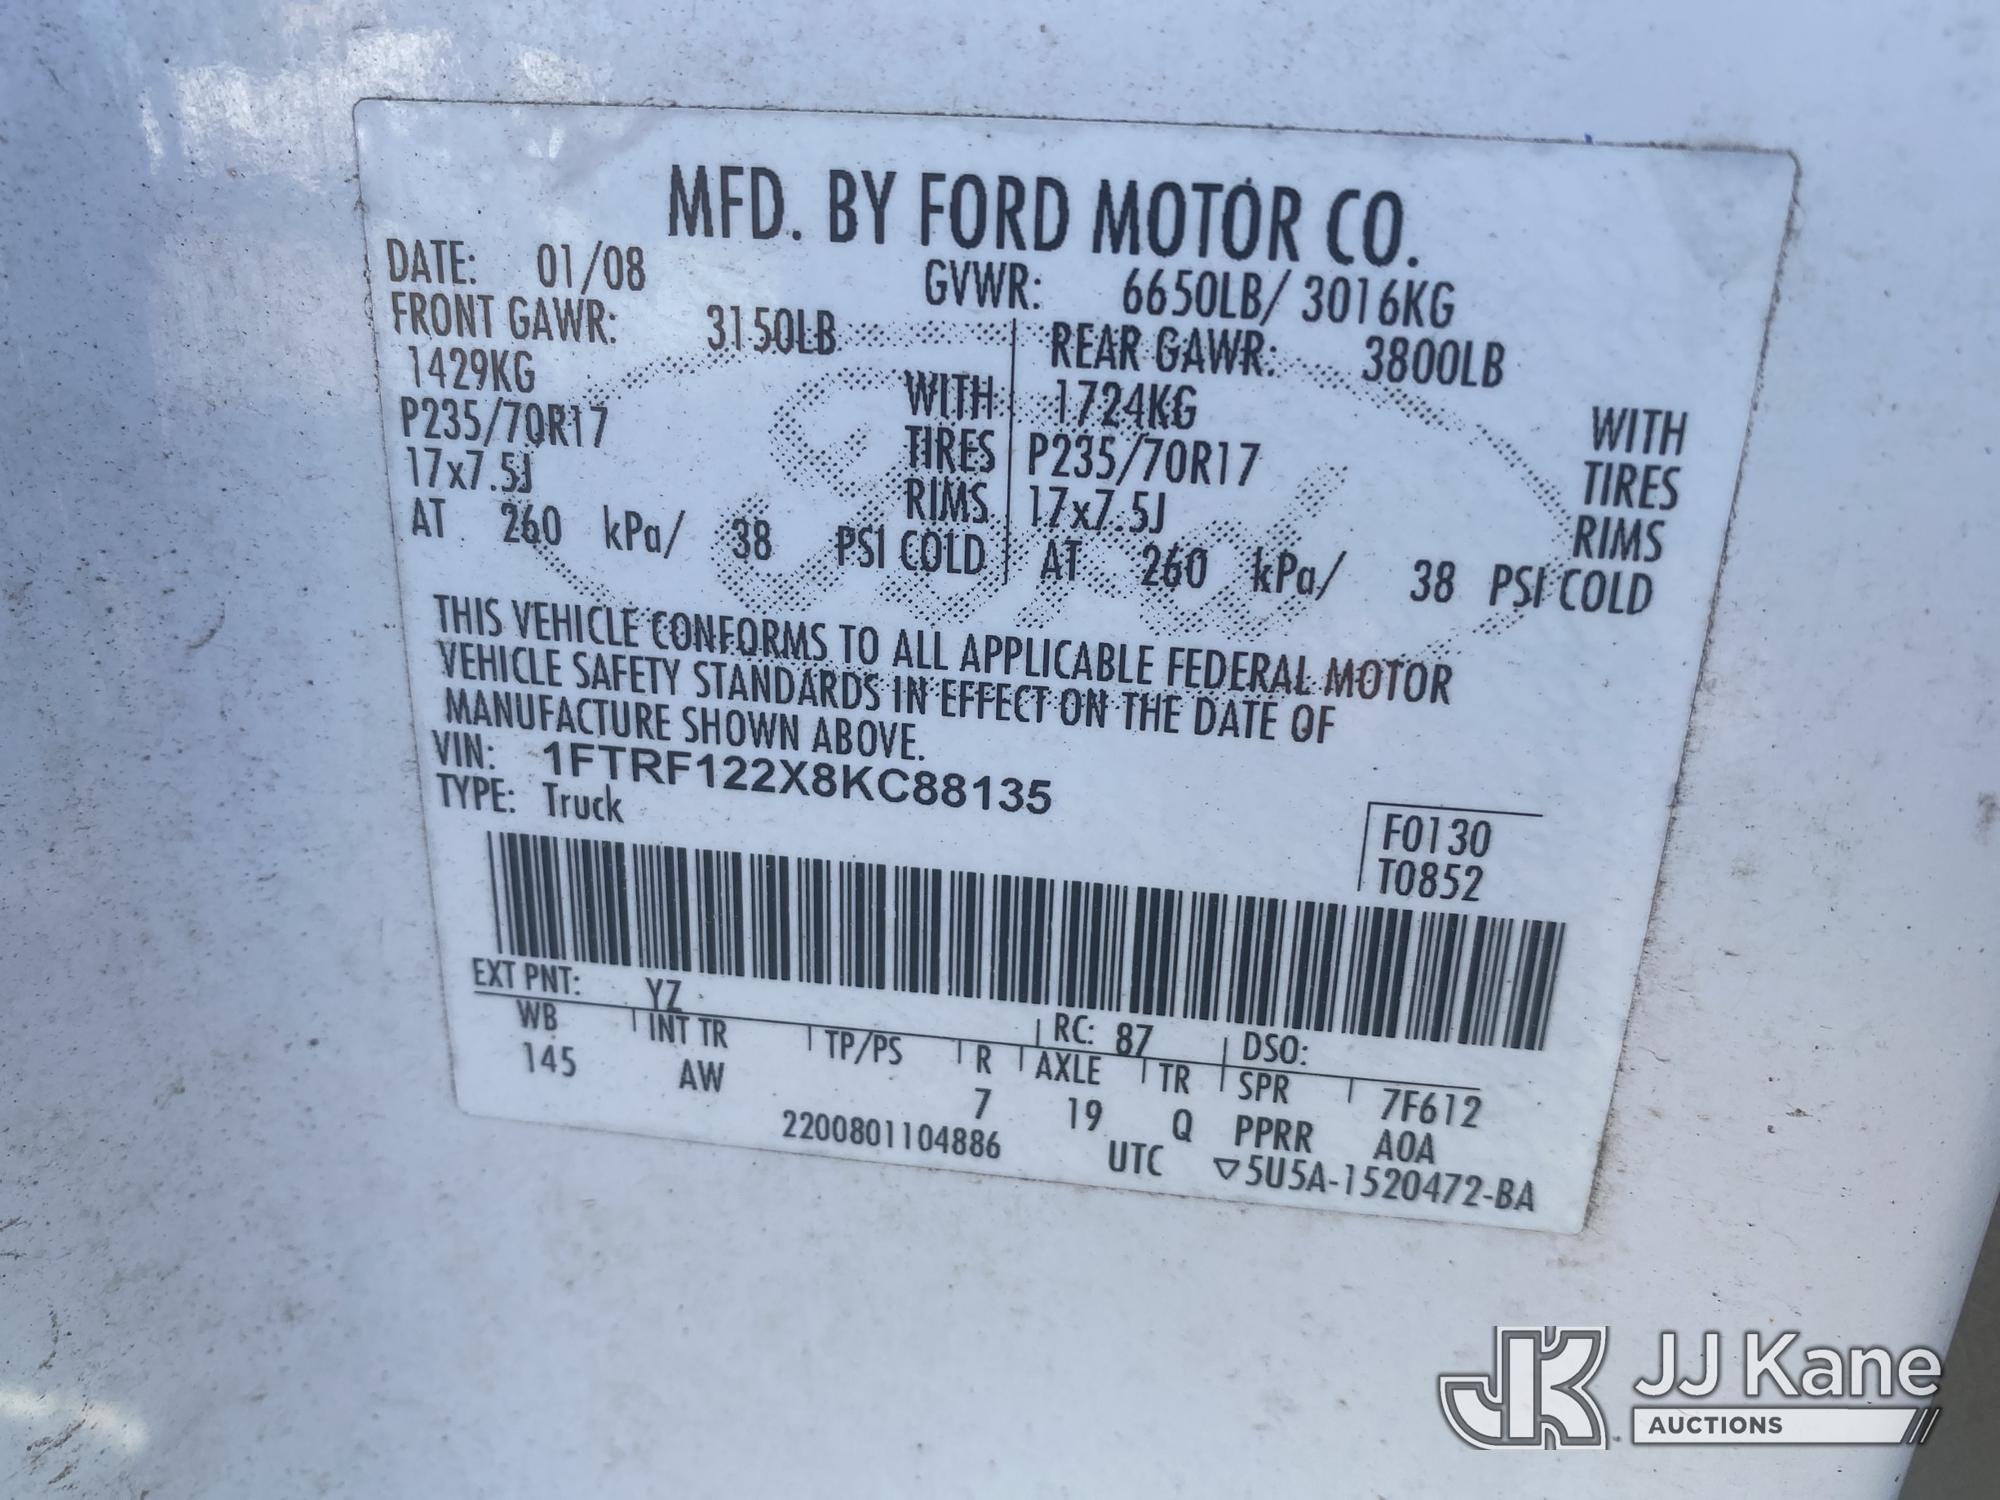 MFD. BY FORD MOTOR CO.
DATE: 01/08 GVWR: 6650LB/ 3016KG
FRONT GAWR: 3150LB REAR GAWR: 3800LB
1429KG WITH 1724KG WITH
P235/70R17 TIRES P235/70R17 TIRES
17x7.5J RIMS 17x7.5J RIMS
AT 260 kPa/ 38 PSI COLD AT 260 kPa/ 38 PSI COLD
THIS VEHICLE CONFORMS TO ALL APPLICABLE FEDERAL MOTOR
VEHICLE SAFETY STANDARDS IN EFFECT ON THE DATE OF
MANUFACTURE SHOWN ABOVE.
VIN: 1FTRF122X8KC88135
TYPE: Truck
F0130
T0852
EXT PNT: YZ RC: 87 DSO:
WB INT TR TP/PS R AXLE TR SPR 7F612
145 AW 7 19 Q PPRR A0A
2200801104886 UTC ▽5U5A-1520472-BA
Ford
JK JJ Kane
AUCTIONS